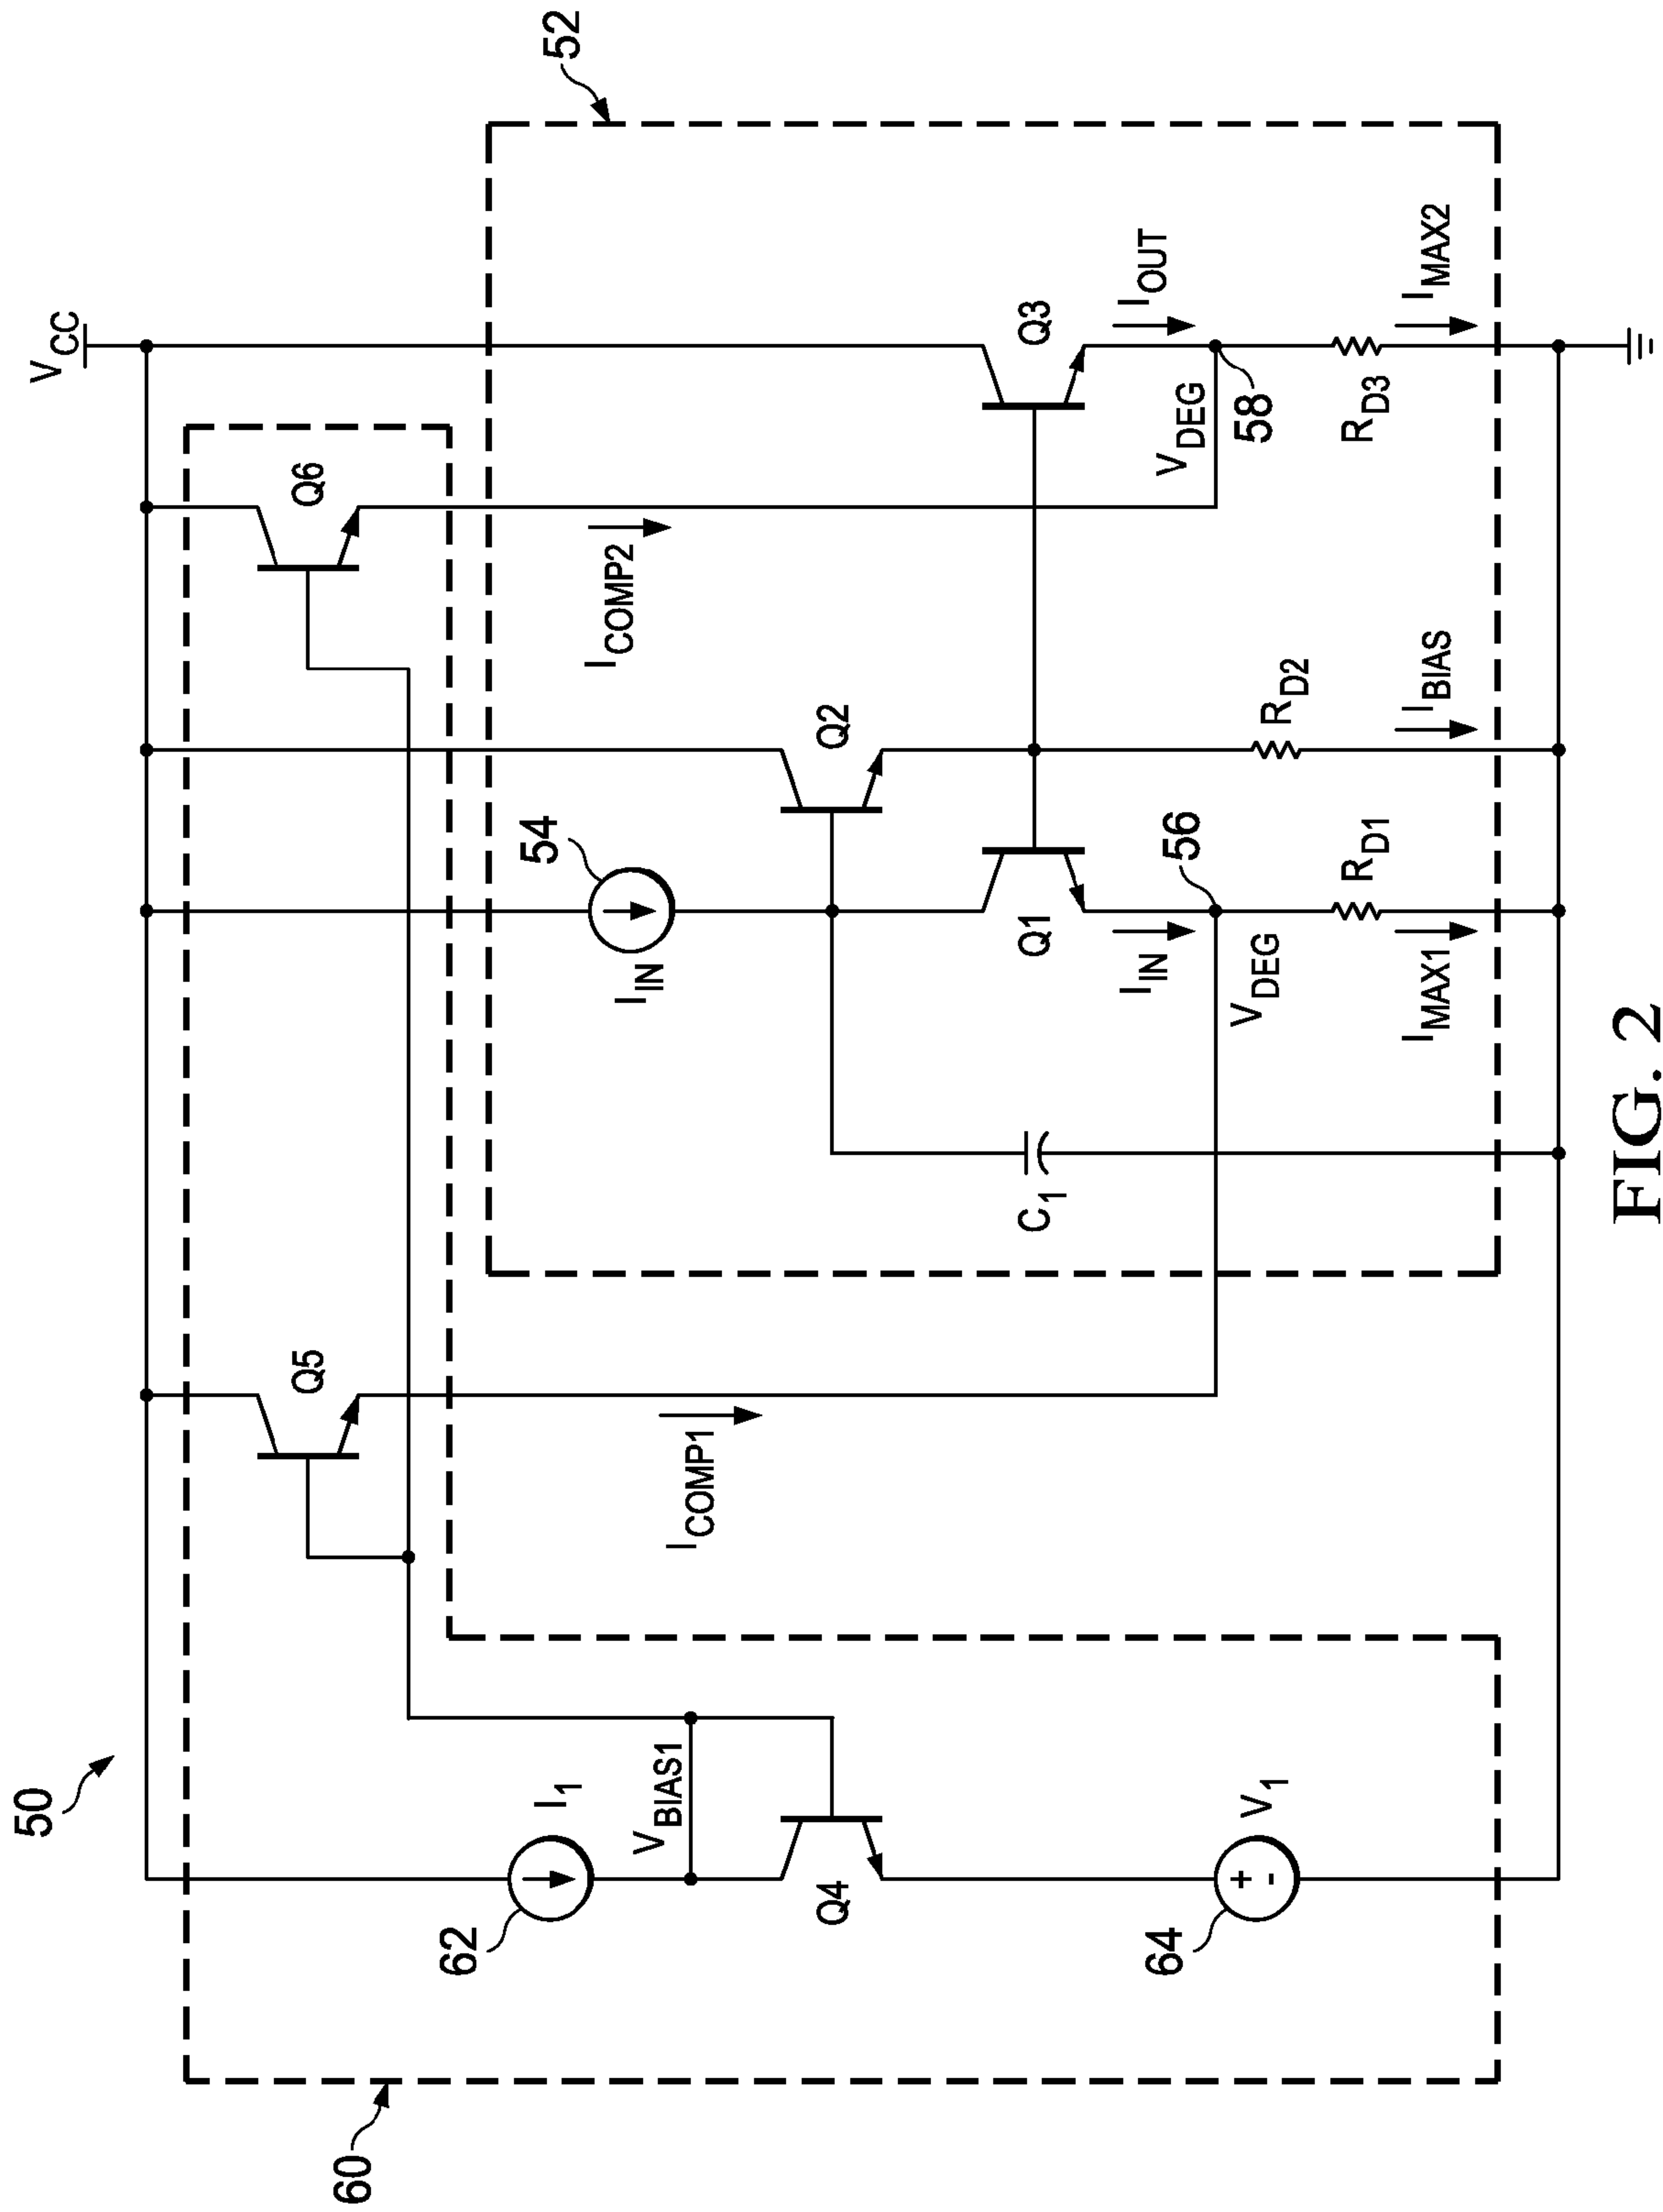 50
52
60
V_CC
Q5
Q6
I_COMP1
I_COMP2
62
I_1
V_BIAS1
Q4
64
V_1
54
I_IN
Q2
Q1
Q3
C_1
I_IN
I_OUT
56
58
V_DEG
V_DEG
R_D1
R_D2
R_D3
I_MAX1
I_BIAS
I_MAX2
+
-
FIG. 2